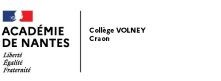 ACADÉMIE
DE NANTES
Liberté
Égalité
Fraternité
Collège VOLNEY
Craon